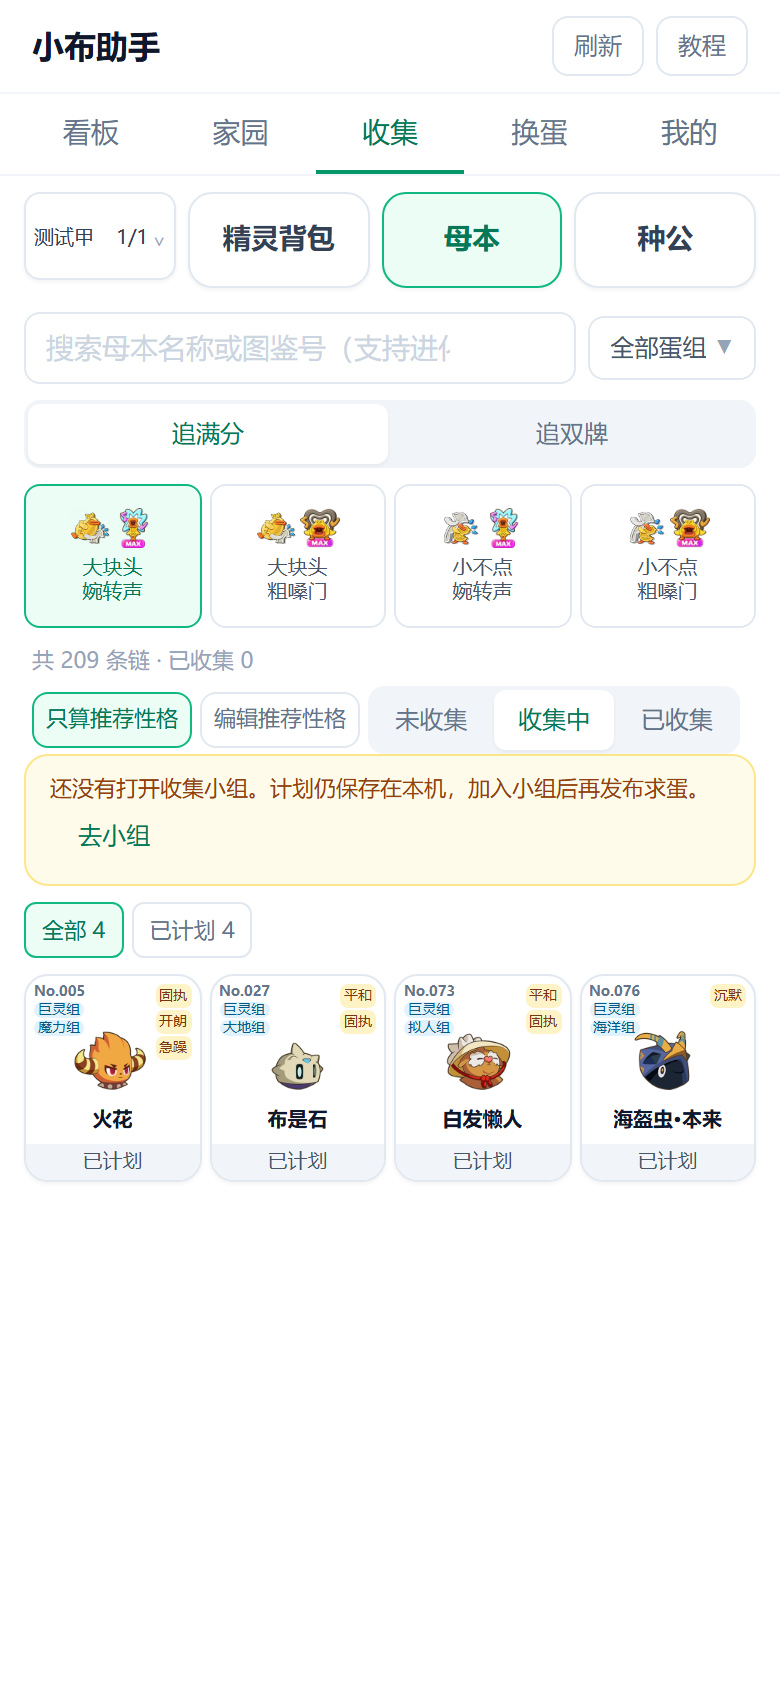 小布助手
刷新
教程
看板
家园
收集
换蛋
我的
测试甲 1/1
精灵背包
母本
种公
搜索母本名称或图鉴号（支持进
全部蛋组 ▼
追满分
追双牌
MAX
大块头
婉转声
MAX
大块头
粗嗓门
MAX
小不点
婉转声
MAX
小不点
粗嗓门
共 209 条链 · 已收集 0
只算推荐性格
编辑推荐性格
未收集
收集中
已收集
还没有打开收集小组。计划仍保存在本机，加入小组后再发布求蛋。
去小组
全部 4
已计划 4
No.005
巨灵组
魔力组
固执
开朗
急躁
火花
已计划
No.027
巨灵组
大地组
平和
固执
布是石
已计划
No.073
巨灵组
拟人组
平和
固执
白发懒人
已计划
No.076
巨灵组
海洋组
沉默
海盔虫·本来
已计划